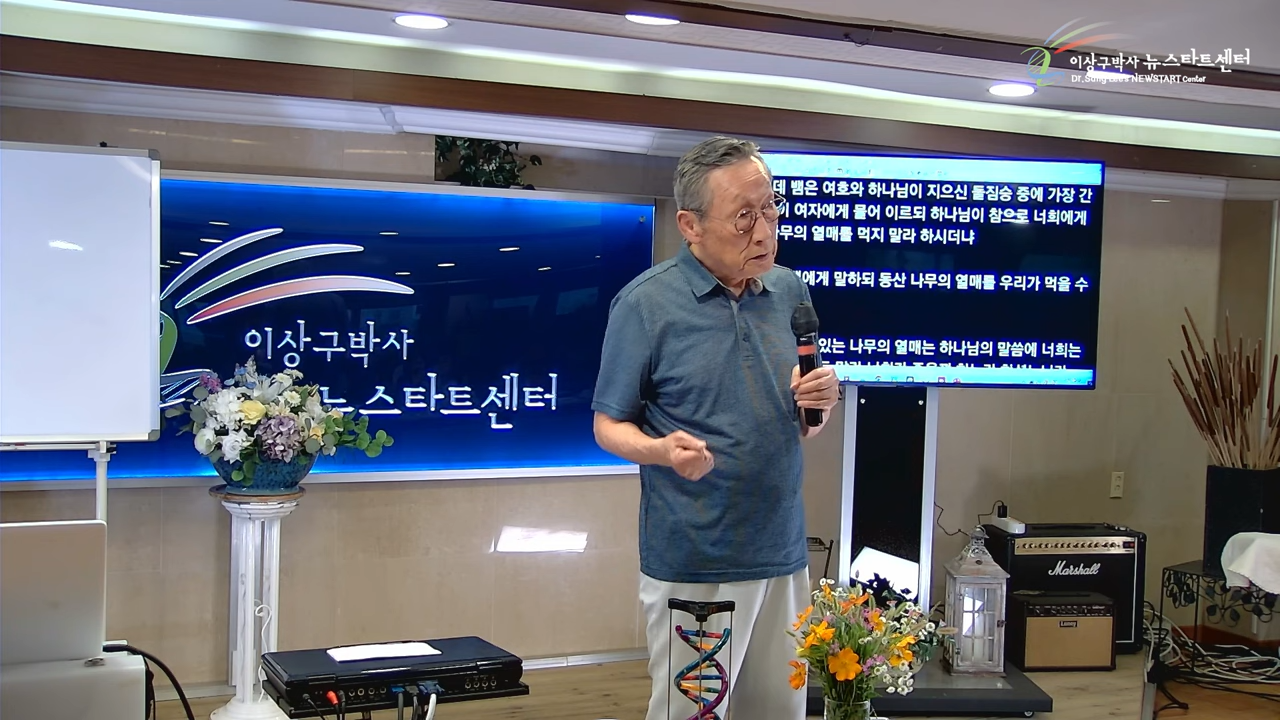 이상구박사 뉴스타트센터
Dr. Sang Lee's NEWSTART Center
데 뱀은 여호와 하나님이 지으신 들짐승 중에 가장 간
여자에게 물어 이르되 하나님이 참으로 너희에게
나무의 열매를 먹지 말라 하시더냐
에게 말하되 동산 나무의 열매를 우리가 먹을 수
있는 나무의 열매는 하나님의 말씀에 너희는
이상구박사
뉴스타트센터
Marshall
Laney